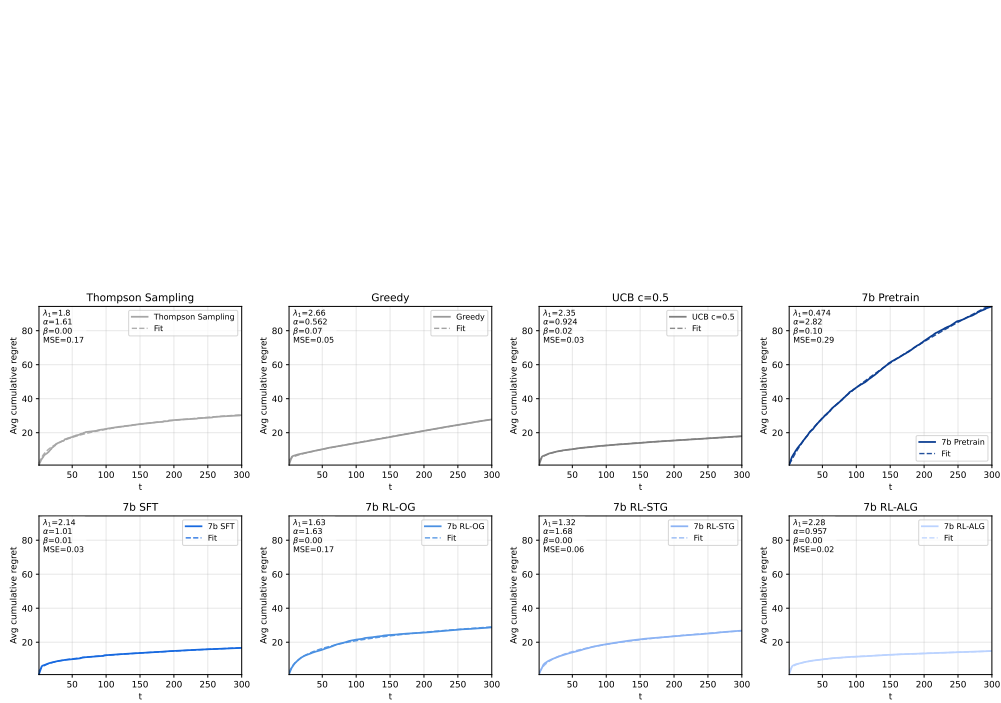 Thompson Sampling
λ1=1.8
α=1.61
β=0.00
MSE=0.17
Thompson Sampling
Fit
Avg cumulative regret
80
60
40
20
50 100 150 200 250 300
t
Greedy
λ1=2.66
α=0.562
β=0.07
MSE=0.05
Greedy
Fit
Avg cumulative regret
80
60
40
20
50 100 150 200 250 300
t
UCB c=0.5
λ1=2.35
α=0.924
β=0.02
MSE=0.03
UCB c=0.5
Fit
Avg cumulative regret
80
60
40
20
50 100 150 200 250 300
t
7b Pretrain
λ1=0.474
α=2.82
β=0.10
MSE=0.29
7b Pretrain
Fit
Avg cumulative regret
80
60
40
20
50 100 150 200 250 300
t
7b SFT
λ1=2.14
α=1.01
β=0.01
MSE=0.03
7b SFT
Fit
Avg cumulative regret
80
60
40
20
50 100 150 200 250 300
t
7b RL-OG
λ1=1.63
α=1.63
β=0.00
MSE=0.17
7b RL-OG
Fit
Avg cumulative regret
80
60
40
20
50 100 150 200 250 300
t
7b RL-STG
λ1=1.32
α=1.68
β=0.00
MSE=0.06
7b RL-STG
Fit
Avg cumulative regret
80
60
40
20
50 100 150 200 250 300
t
7b RL-ALG
λ1=2.28
α=0.957
β=0.00
MSE=0.02
7b RL-ALG
Fit
Avg cumulative regret
80
60
40
20
50 100 150 200 250 300
t